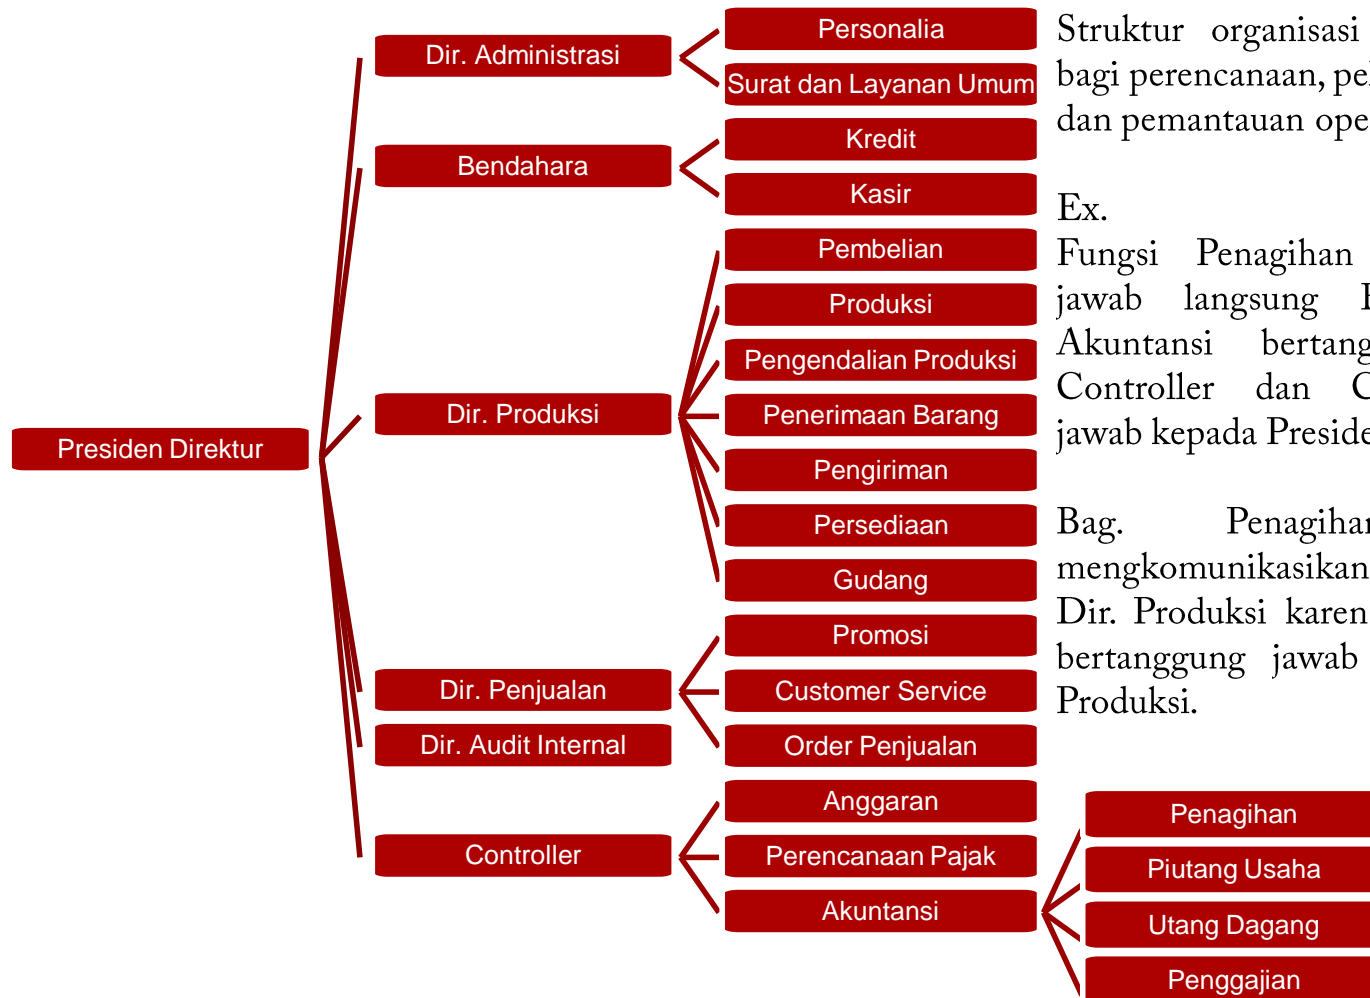 Presiden Direktur
Dir. Administrasi
Personalia
Surat dan Layanan Umum
Bendahara
Kredit
Kasir
Dir. Produksi
Pembelian
Produksi
Pengendalian Produksi
Penerimaan Barang
Pengiriman
Persediaan
Gudang
Dir. Penjualan
Promosi
Customer Service
Order Penjualan
Dir. Audit Internal
Controller
Anggaran
Perencanaan Pajak
Akuntansi
Penagihan
Piutang Usaha
Utang Dagang
Penggajian
Struktur organisasi
bagi perencanaan,
dan pemantauan
Ex.
Fungsi Penagihan
jawab langsung
Akuntansi
Controller dan
jawab kepada
Bag.
mengkomunikasikan
Dir. Produksi
bertanggung jawab
Produksi.